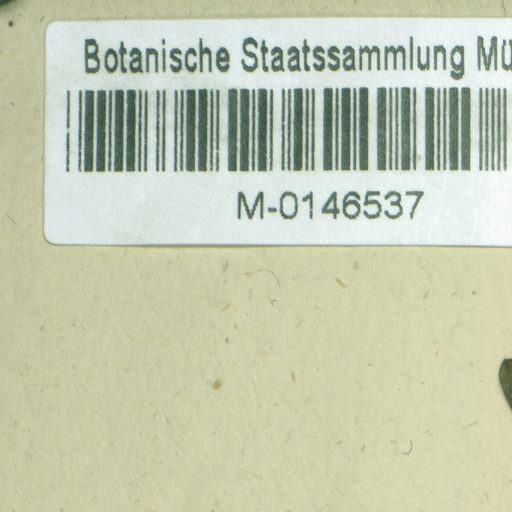 Botanische Staatssammlung Mü
M-0146537